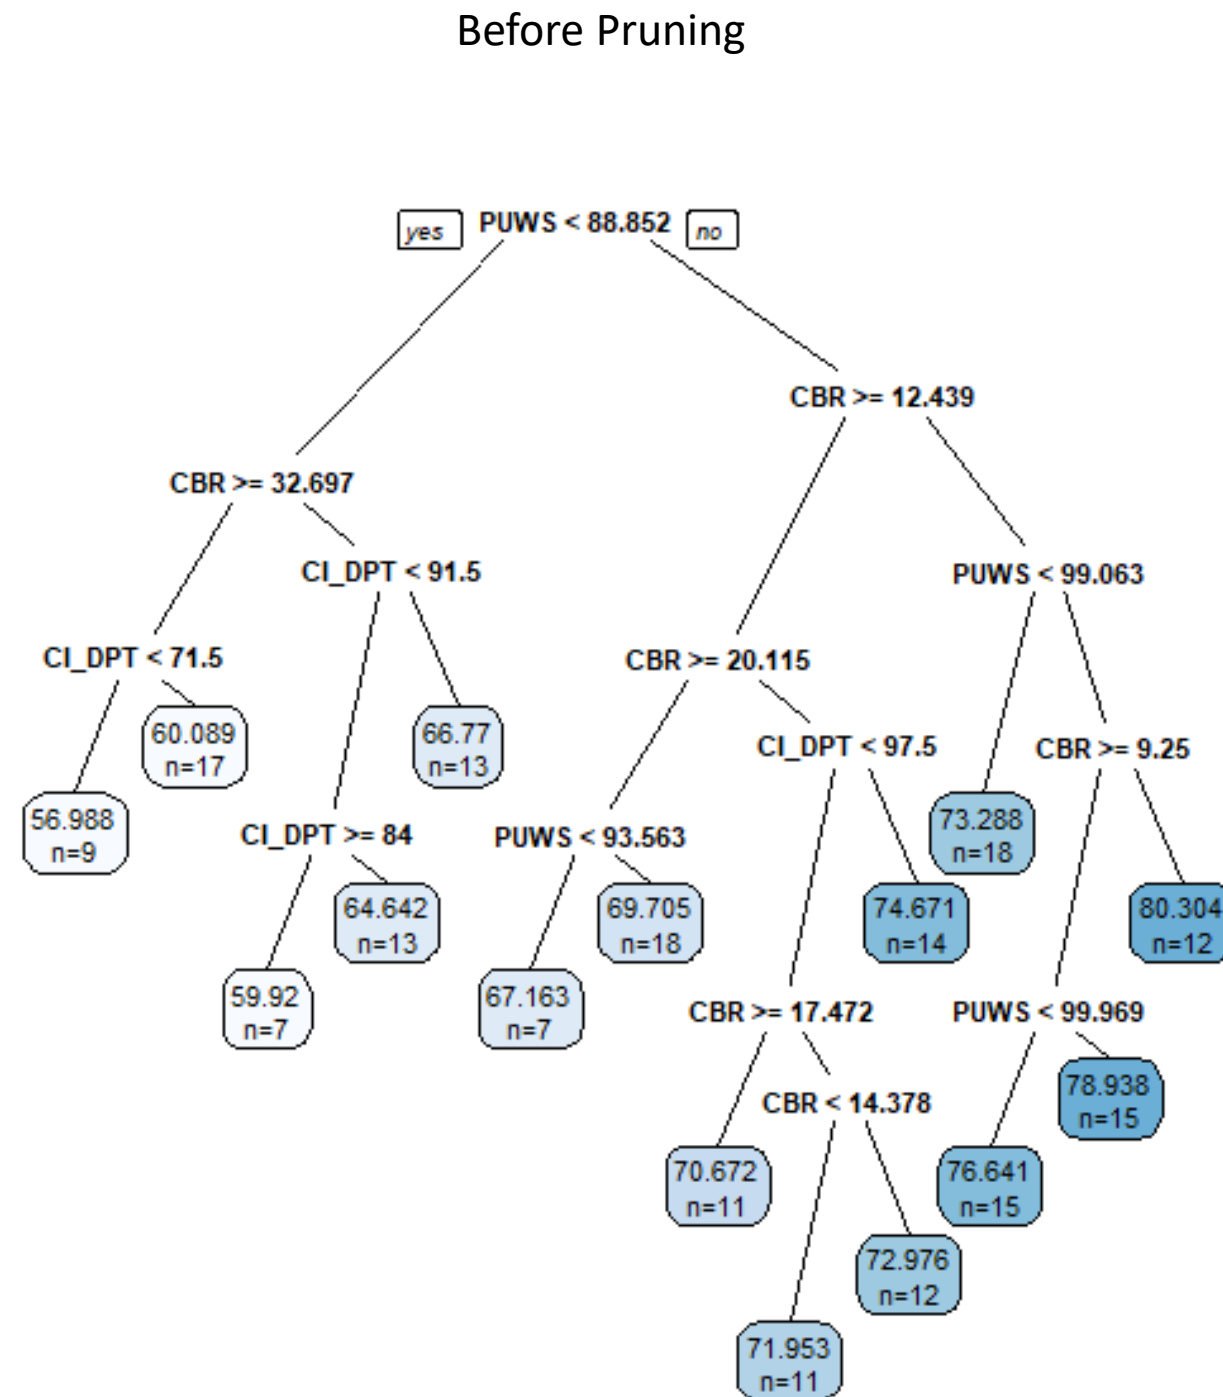 Before Pruning
yes
PUWS < 88.852
no
CBR >= 12.439
CBR >= 32.697
CI_DPT < 91.5
PUWS < 99.063
CI_DPT < 71.5
CBR >= 20.115
60.089
n=17
66.77
n=13
CI_DPT < 97.5
CBR >= 9.25
56.988
n=9
CI_DPT >= 84
PUWS < 93.563
73.288
n=18
64.642
n=13
69.705
n=18
74.671
n=14
80.304
n=12
59.92
n=7
67.163
n=7
CBR >= 17.472
PUWS < 99.969
CBR < 14.378
78.938
n=15
70.672
n=11
76.641
n=15
72.976
n=12
71.953
n=11